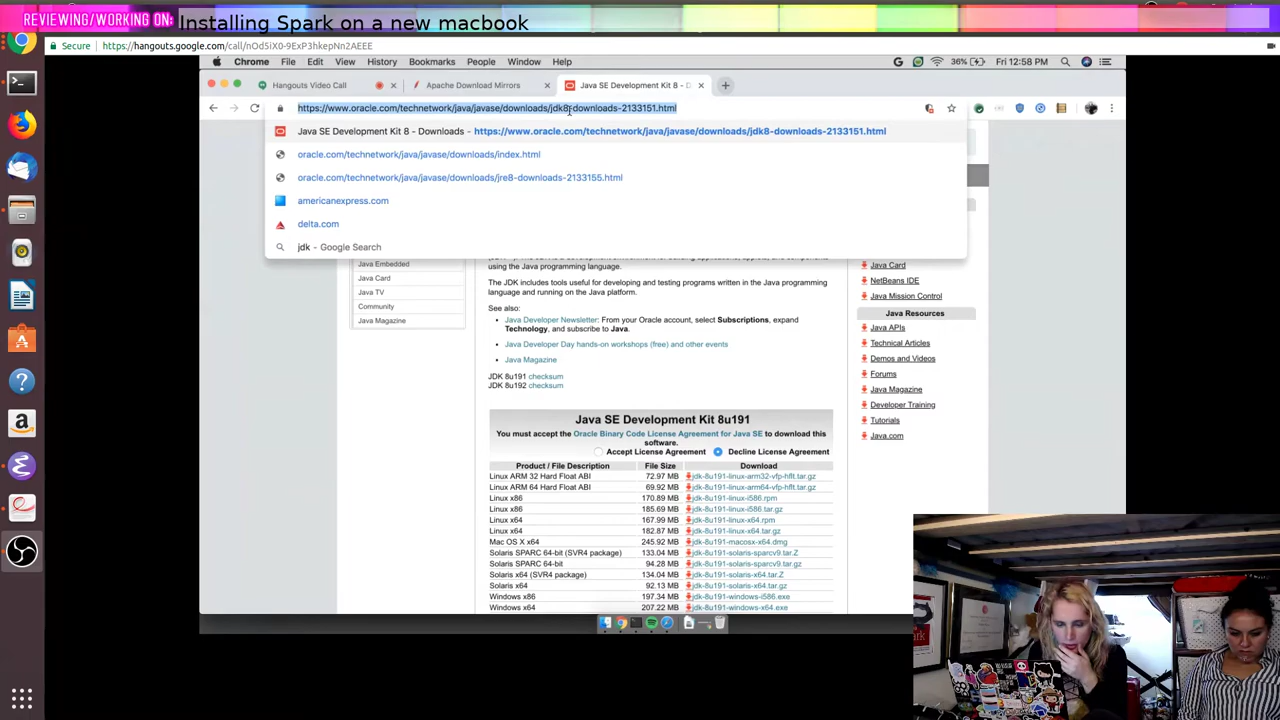 REVIEWING/WORKING ON: Installing Spark on a new macbook
Secure https://hangouts.google.com/call/nOd5iX0-9ExP3hkepNn2AEEE
Chrome File Edit View History Bookmarks People Window Help 36% Fri 12:58 PM
Hangouts Video Call Apache Download Mirrors Java SE Development Kit 8 - D
https://www.oracle.com/technetwork/java/javase/downloads/jdk8-downloads-2133151.html
Java SE Development Kit 8 - Downloads - https://www.oracle.com/technetwork/java/javase/downloads/jdk8-downloads-2133151.html
oracle.com/technetwork/java/javase/downloads/index.html
oracle.com/technetwork/java/javase/downloads/jre8-downloads-2133155.html
americanexpress.com
delta.com
jdk - Google Search
Java Embedded
Java Card
Java TV
Community
Java Magazine
using the Java programming language.
The JDK includes tools useful for developing and testing programs written in the Java programming
language and running on the Java platform.
See also:
Java Developer Newsletter: From your Oracle account, select Subscriptions, expand
Technology, and subscribe to Java.
Java Developer Day hands-on workshops (free) and other events
Java Magazine
JDK 8u191 checksum
JDK 8u192 checksum
Java SE Development Kit 8u191
You must accept the Oracle Binary Code License Agreement for Java SE to download this
software.
Accept License Agreement Decline License Agreement
Product / File Description File Size Download
Linux ARM 32 Hard Float ABI 72.97 MB jdk-8u191-linux-arm32-vfp-hflt.tar.gz
Linux ARM 64 Hard Float ABI 69.92 MB jdk-8u191-linux-arm64-vfp-hflt.tar.gz
Linux x86 170.89 MB jdk-8u191-linux-i586.rpm
Linux x86 185.69 MB jdk-8u191-linux-i586.tar.gz
Linux x64 167.99 MB jdk-8u191-linux-x64.rpm
Linux x64 182.87 MB jdk-8u191-linux-x64.tar.gz
Mac OS X x64 245.92 MB jdk-8u191-macosx-x64.dmg
Solaris SPARC 64-bit (SVR4 package) 133.04 MB jdk-8u191-solaris-sparcv9.tar.Z
Solaris SPARC 64-bit 94.28 MB jdk-8u191-solaris-sparcv9.tar.gz
Solaris x64 (SVR4 package) 134.04 MB jdk-8u191-solaris-x64.tar.Z
Solaris x64 92.13 MB jdk-8u191-solaris-x64.tar.gz
Windows x86 197.34 MB jdk-8u191-windows-i586.exe
Windows x64 207.22 MB jdk-8u191-windows-x64.exe
Java Card
NetBeans IDE
Java Mission Control
Java Resources
Java APIs
Technical Articles
Demos and Videos
Forums
Java Magazine
Developer Training
Tutorials
Java.com